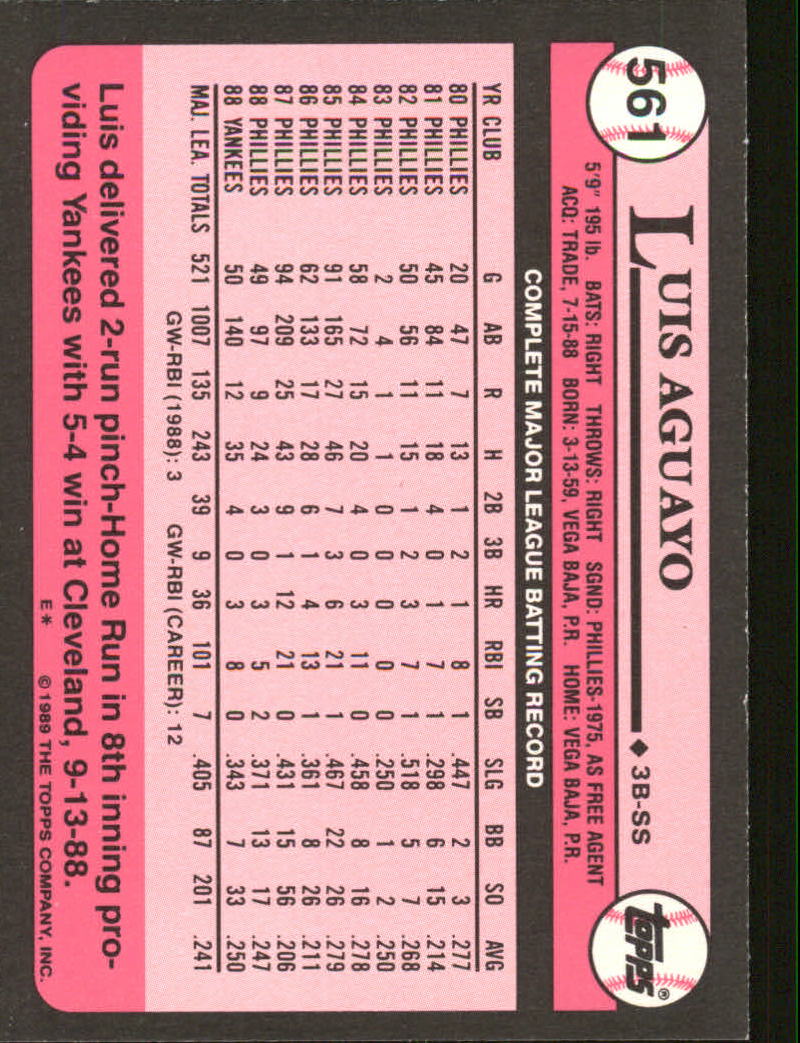 561
LUIS AGUAYO ◆ 3B-SS
topps®
5'9" 195 lb. BATS: RIGHT THROWS: RIGHT SGND: PHILLIES-1975, AS FREE AGENT
ACQ: TRADE, 7-15-88 BORN: 3-13-59, VEGA BAJA, P.R. HOME: VEGA BAJA, P.R.
COMPLETE MAJOR LEAGUE BATTING RECORD
YR CLUB G AB R H 2B 3B HR RBI SB SLG BB SO AVG
80 PHILLIES 20 47 7 13 1 2 1 8 1 .447 2 3 .277
81 PHILLIES 45 84 11 18 4 0 1 7 1 .298 6 15 .214
82 PHILLIES 50 56 11 15 1 2 3 7 1 .518 5 7 .268
83 PHILLIES 2 4 1 1 0 0 0 0 0 .250 1 2 .250
84 PHILLIES 58 72 15 20 4 0 3 11 0 .458 8 16 .278
85 PHILLIES 91 165 27 46 7 3 6 21 1 .467 22 26 .279
86 PHILLIES 62 133 17 28 6 1 4 13 1 .361 8 26 .211
87 PHILLIES 94 209 25 43 9 1 12 21 0 .431 15 56 .206
88 PHILLIES 49 97 9 24 3 0 3 5 2 .371 13 17 .247
88 YANKEES 50 140 12 35 4 0 3 8 0 .343 7 33 .250
MAJ. LEA. TOTALS 521 1007 135 243 39 9 36 101 7 .405 87 201 .241
GW-RBI (1988): 3 GW-RBI (CAREER): 12
Luis delivered 2-run pinch-Home Run in 8th inning pro-
viding Yankees with 5-4 win at Cleveland, 9-13-88.
E* © 1989 THE TOPPS COMPANY, INC.